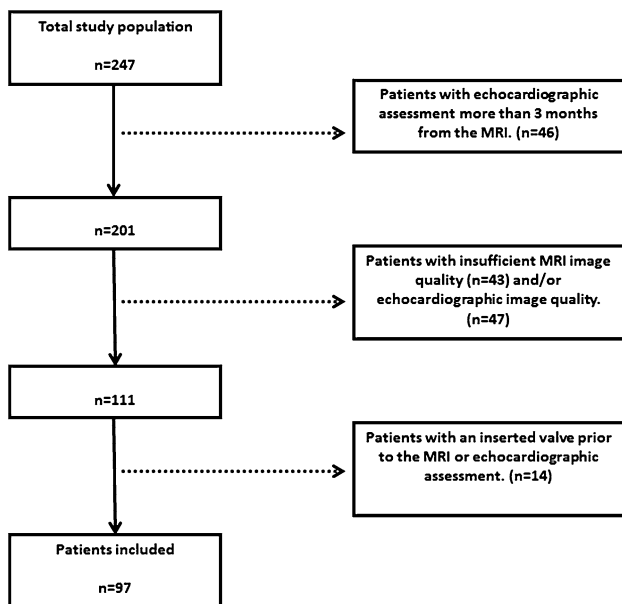 Total study population
n=247
Patients with echocardiographic
assessment more than 3 months
from the MRI. (n=46)
n=201
Patients with insufficient MRI image
quality (n=43) and/or
echocardiographic image quality.
(n=47)
n=111
Patients with an inserted valve prior
to the MRI or echocardiographic
assessment. (n=14)
Patients included
n=97